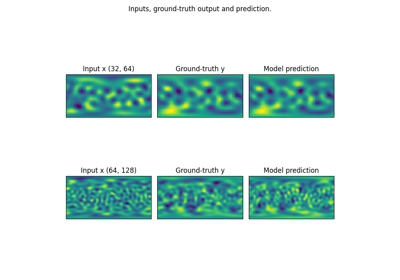 Inputs, ground-truth output and prediction.
Input x (32, 64) Ground-truth y Model prediction
Input x (64, 128) Ground-truth y Model prediction